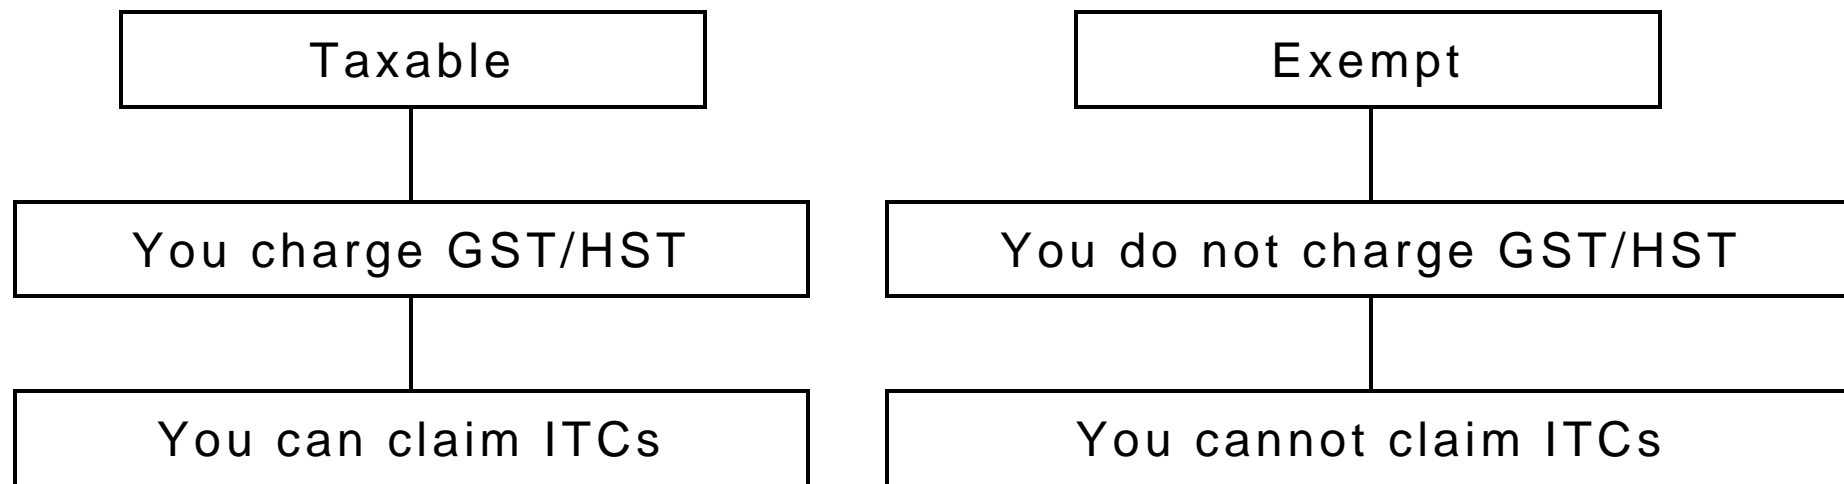 Taxable
You charge GST/HST
You can claim ITCs
Exempt
You do not charge GST/HST
You cannot claim ITCs